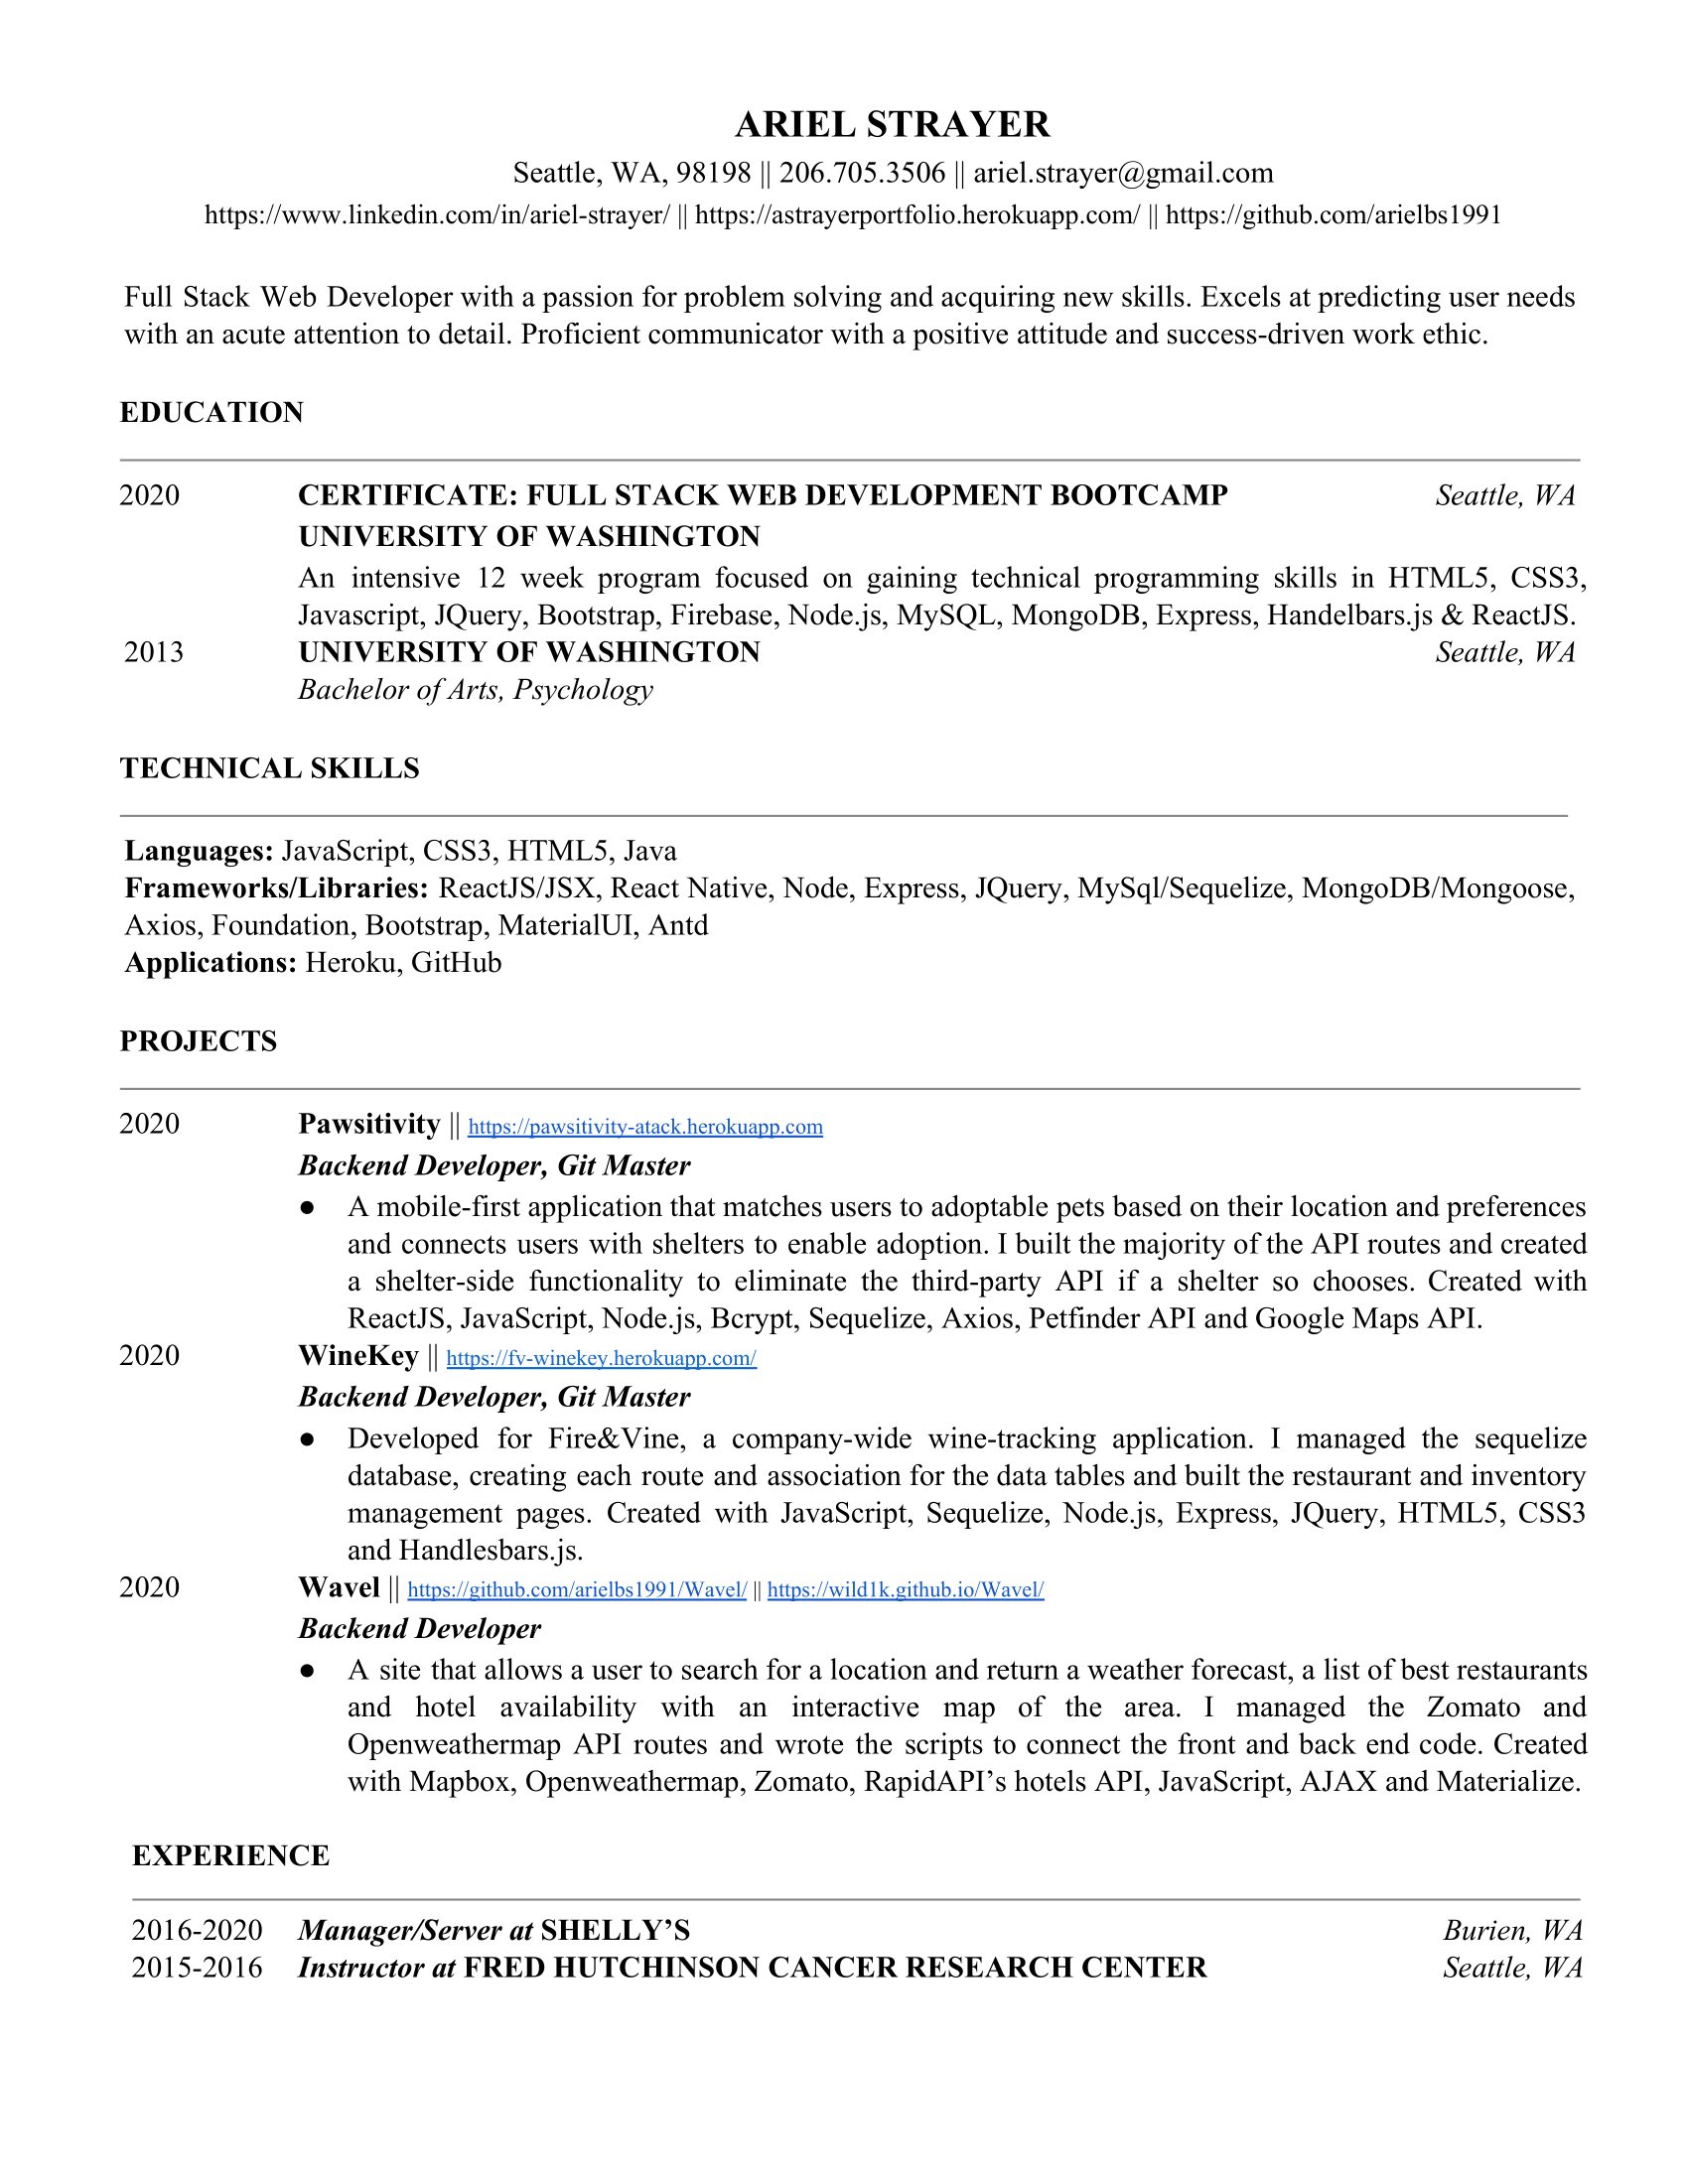 ARIEL STRAYER
Seattle, WA, 98198 || 206.705.3506 || ariel.strayer@gmail.com
https://www.linkedin.com/in/ariel-strayer/ || https://astrayerportfolio.herokuapp.com/ || https://github.com/arielbs1991
Full Stack Web Developer with a passion for problem solving and acquiring new skills. Excels at predicting user needs
with an acute attention to detail. Proficient communicator with a positive attitude and success-driven work ethic.
EDUCATION
2020 CERTIFICATE: FULL STACK WEB DEVELOPMENT BOOTCAMP Seattle, WA
UNIVERSITY OF WASHINGTON
An intensive 12 week program focused on gaining technical programming skills in HTML5, CSS3,
Javascript, JQuery, Bootstrap, Firebase, Node.js, MySQL, MongoDB, Express, Handelbars.js & ReactJS.
2013 UNIVERSITY OF WASHINGTON Seattle, WA
Bachelor of Arts, Psychology
TECHNICAL SKILLS
Languages: JavaScript, CSS3, HTML5, Java
Frameworks/Libraries: ReactJS/JSX, React Native, Node, Express, JQuery, MySql/Sequelize, MongoDB/Mongoose,
Axios, Foundation, Bootstrap, MaterialUI, Antd
Applications: Heroku, GitHub
PROJECTS
2020 Pawsitivity || https://pawsitivity-atack.herokuapp.com
Backend Developer, Git Master
● A mobile-first application that matches users to adoptable pets based on their location and preferences
and connects users with shelters to enable adoption. I built the majority of the API routes and created
a shelter-side functionality to eliminate the third-party API if a shelter so chooses. Created with
ReactJS, JavaScript, Node.js, Bcrypt, Sequelize, Axios, Petfinder API and Google Maps API.
2020 WineKey || https://fv-winekey.herokuapp.com/
Backend Developer, Git Master
● Developed for Fire&Vine, a company-wide wine-tracking application. I managed the sequelize
database, creating each route and association for the data tables and built the restaurant and inventory
management pages. Created with JavaScript, Sequelize, Node.js, Express, JQuery, HTML5, CSS3
and Handlesbars.js.
2020 Wavel || https://github.com/arielbs1991/Wavel/ || https://wild1k.github.io/Wavel/
Backend Developer
● A site that allows a user to search for a location and return a weather forecast, a list of best restaurants
and hotel availability with an interactive map of the area. I managed the Zomato and
Openweathermap API routes and wrote the scripts to connect the front and back end code. Created
with Mapbox, Openweathermap, Zomato, RapidAPI’s hotels API, JavaScript, AJAX and Materialize.
EXPERIENCE
2016-2020 Manager/Server at SHELLY’S Burien, WA
2015-2016 Instructor at FRED HUTCHINSON CANCER RESEARCH CENTER Seattle, WA